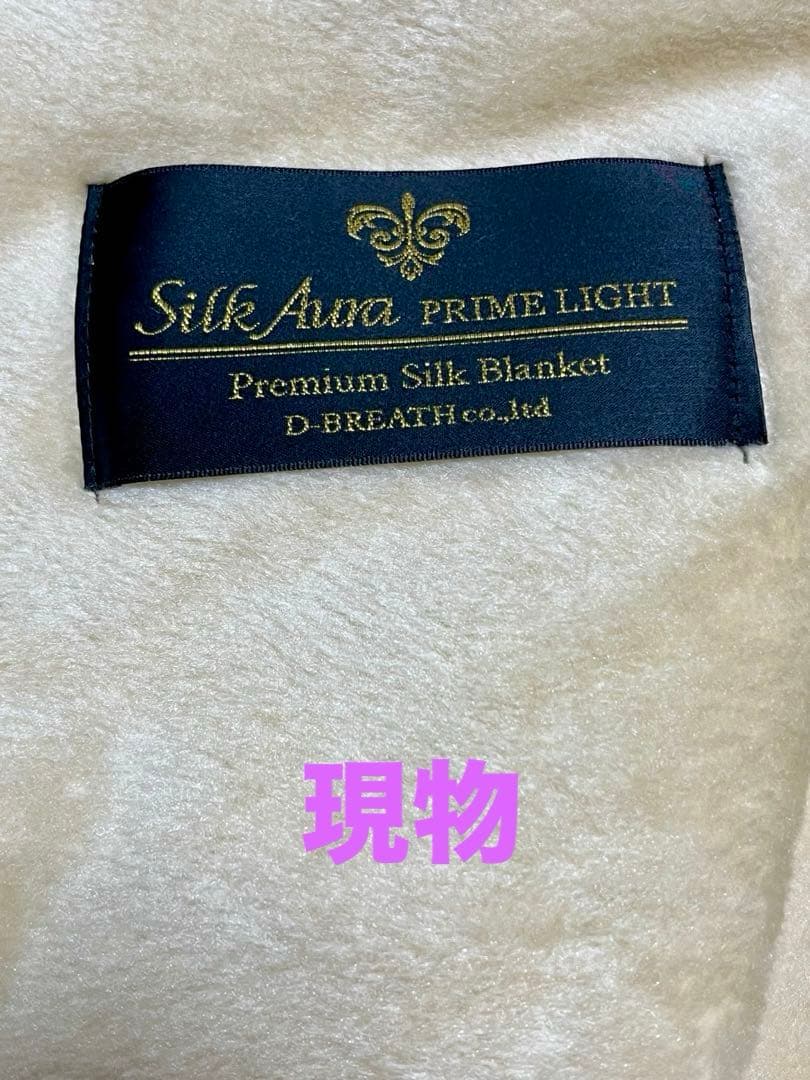 Silk Aura PRIME LIGHT
Premium Silk Blanket
D-BREATH co.,ltd
現物